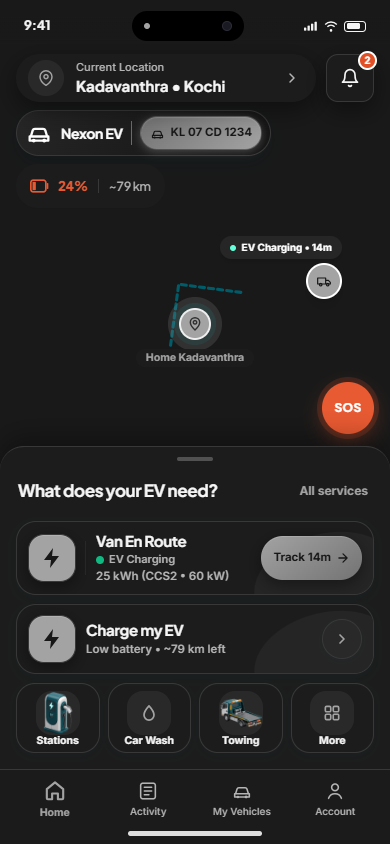 9:41
Current Location
Kadavanthra • Kochi
2
Nexon EV
KL 07 CD 1234
24%
~79 km
EV Charging • 14m
Home Kadavanthra
SOS
What does your EV need?
All services
Van En Route
EV Charging
25 kWh (CCS2 • 60 kW)
Track 14m →
Charge my EV
Low battery • ~79 km left
Stations
Car Wash
Towing
More
Home
Activity
My Vehicles
Account